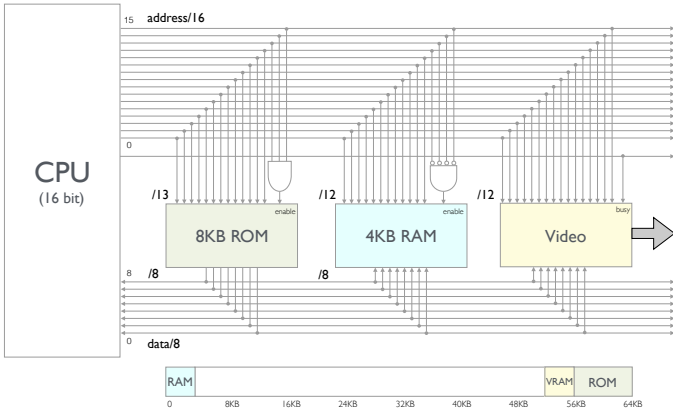 15 address/16
0
CPU
(16 bit)
/13 /12 /12
enable enable busy
8KB ROM 4KB RAM Video
8 /8 /8
0 data/8
RAM VRAM ROM
0 8KB 16KB 24KB 32KB 40KB 48KB 56KB 64KB